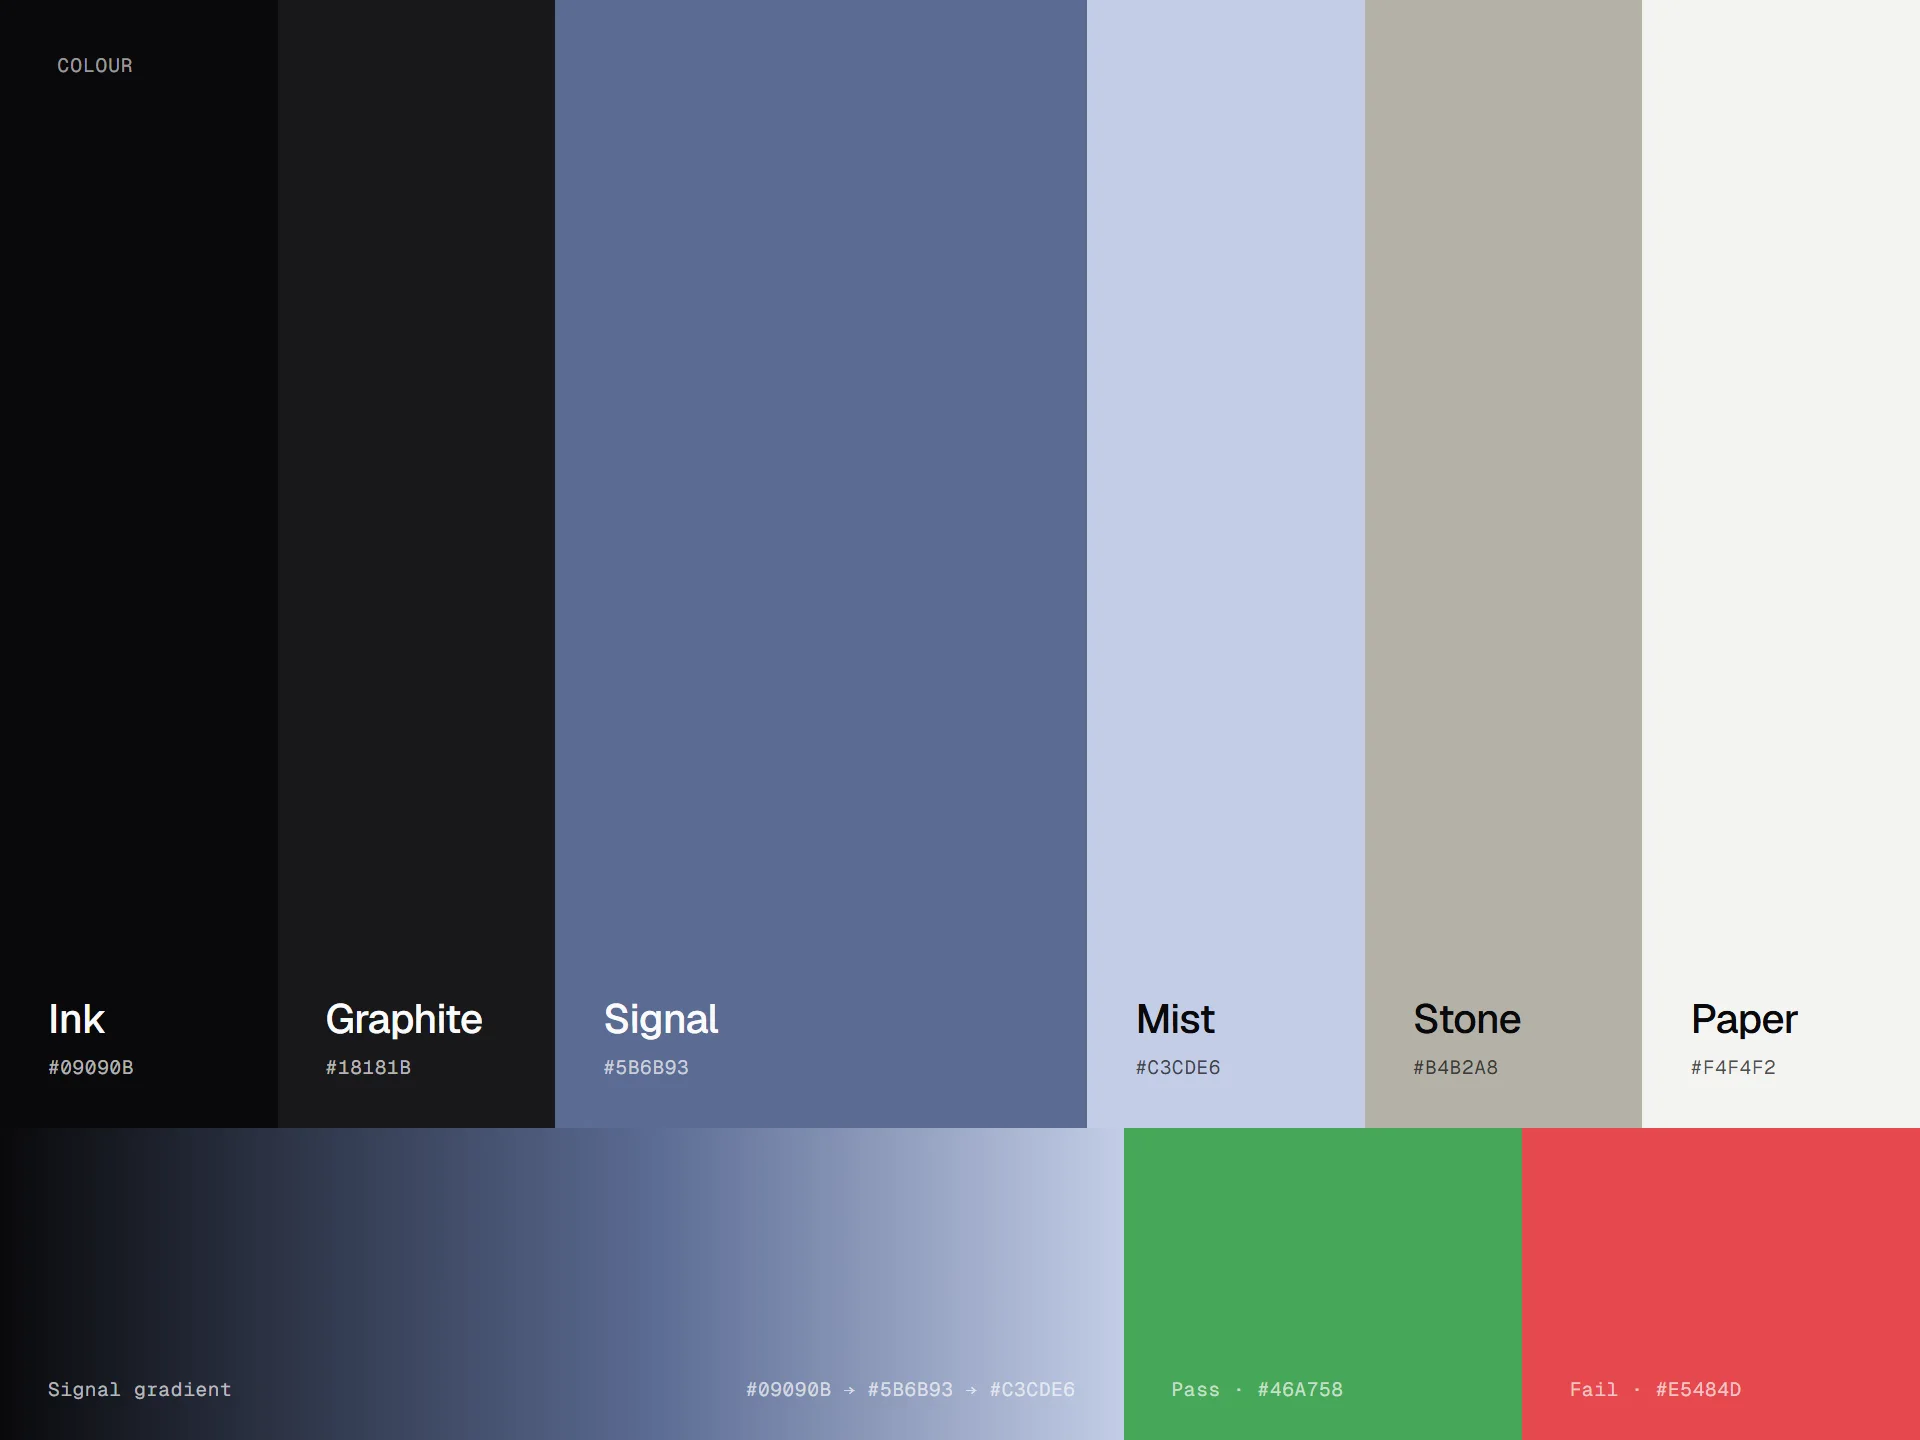 COLOUR
Ink
#09090B
Graphite
#18181B
Signal
#5B6B93
Mist
#C3CDE6
Stone
#B4B2A8
Paper
#F4F4F2
Signal gradient
#09090B → #5B6B93 → #C3CDE6
Pass · #46A758
Fail · #E5484D